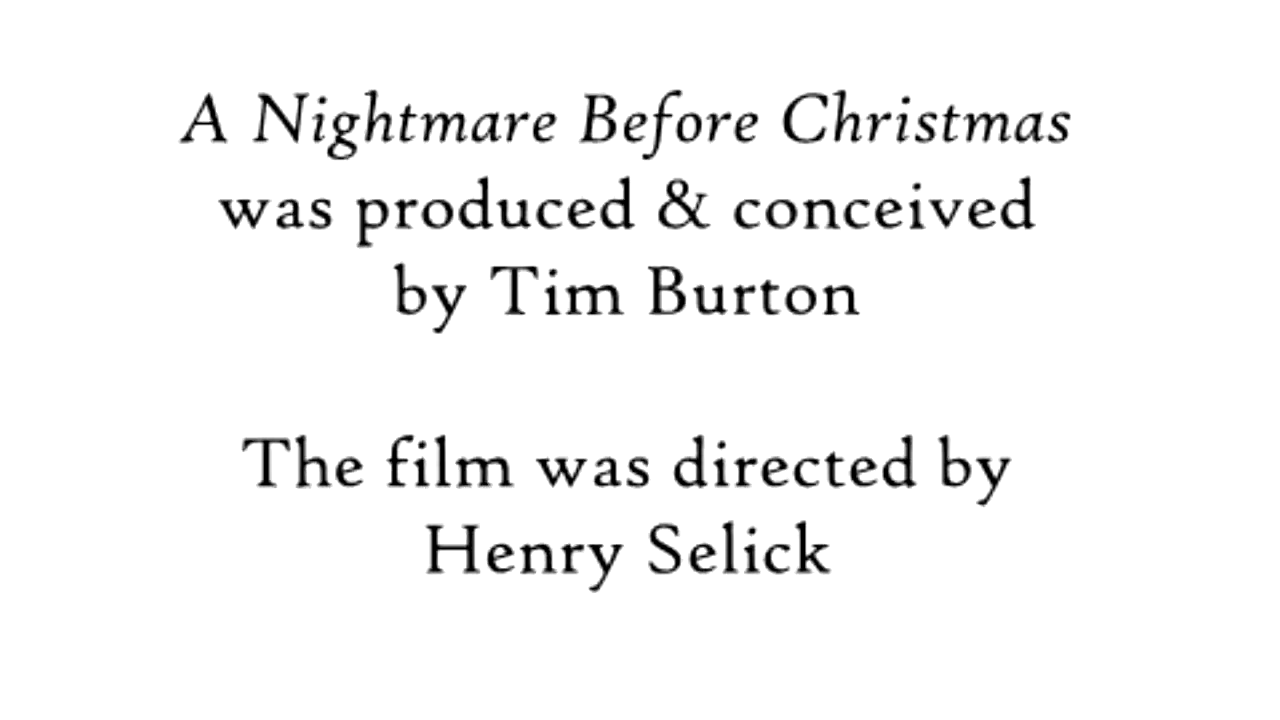 A Nightmare Before Christmas
was produced & conceived
by Tim Burton
The film was directed by
Henry Selick